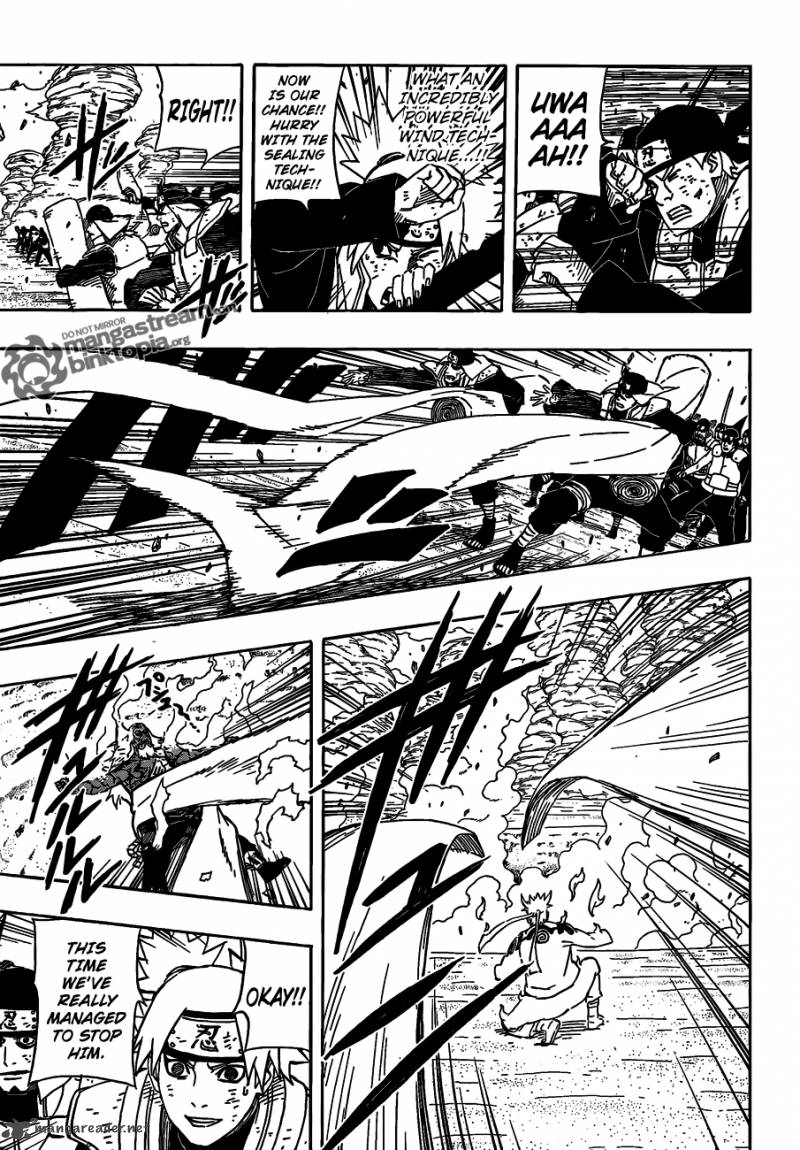 UWA
AAA
AH!!
WHAT AN
INCREDIBLY
POWERFUL
WIND TECH-
NIQUE...!!
NOW
IS OUR
CHANCE!!
HURRY
WITH THE
SEALING
TECH-
NIQUE!!
RIGHT!!
忍
DO NOT MIRROR
mangastream.com
binktopia.org
OKAY!!
忍
THIS
TIME
WE'VE
REALLY
MANAGED
TO STOP
HIM.
mangareader.net